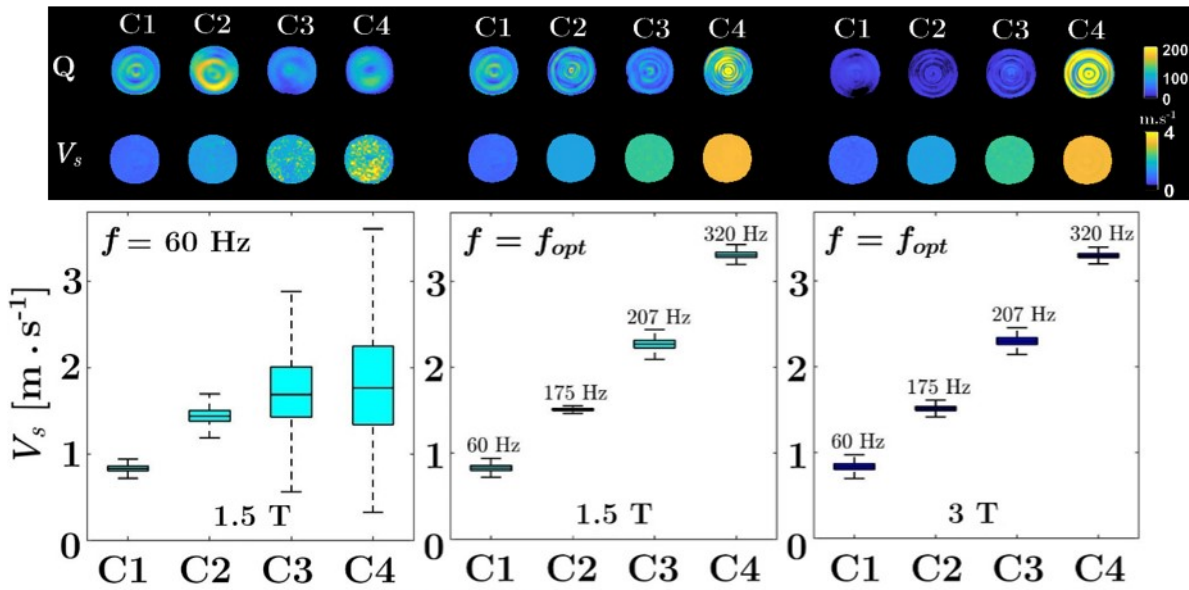 C1 C2 C3 C4 C1 C2 C3 C4 C1 C2 C3 C4
Q
200
100
0
m.s⁻¹
V_s
4
0
V_s [m · s⁻¹]
3
2
1
0
f = 60 Hz
1.5 T
C1 C2 C3 C4
3
2
1
0
f = f_opt
60 Hz
175 Hz
207 Hz
320 Hz
1.5 T
C1 C2 C3 C4
3
2
1
0
f = f_opt
60 Hz
175 Hz
207 Hz
320 Hz
3 T
C1 C2 C3 C4